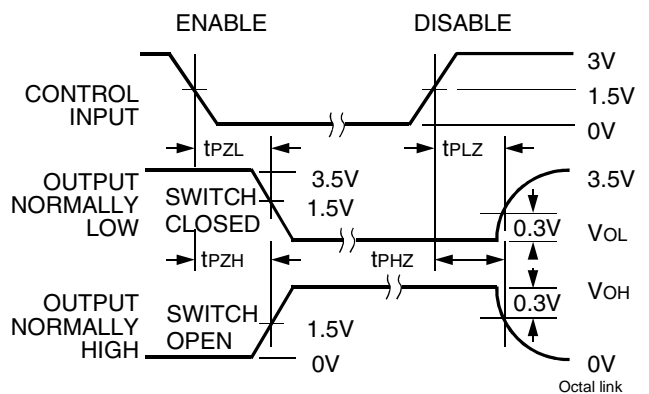 ENABLE DISABLE
3V
CONTROL INPUT
1.5V
0V
tPZL tPLZ
OUTPUT NORMALLY LOW
SWITCH CLOSED
3.5V
1.5V
3.5V
0.3V
VOL
tPZH tPHZ
OUTPUT NORMALLY HIGH
SWITCH OPEN
1.5V
0V
VOH
0.3V
0V
Octal link